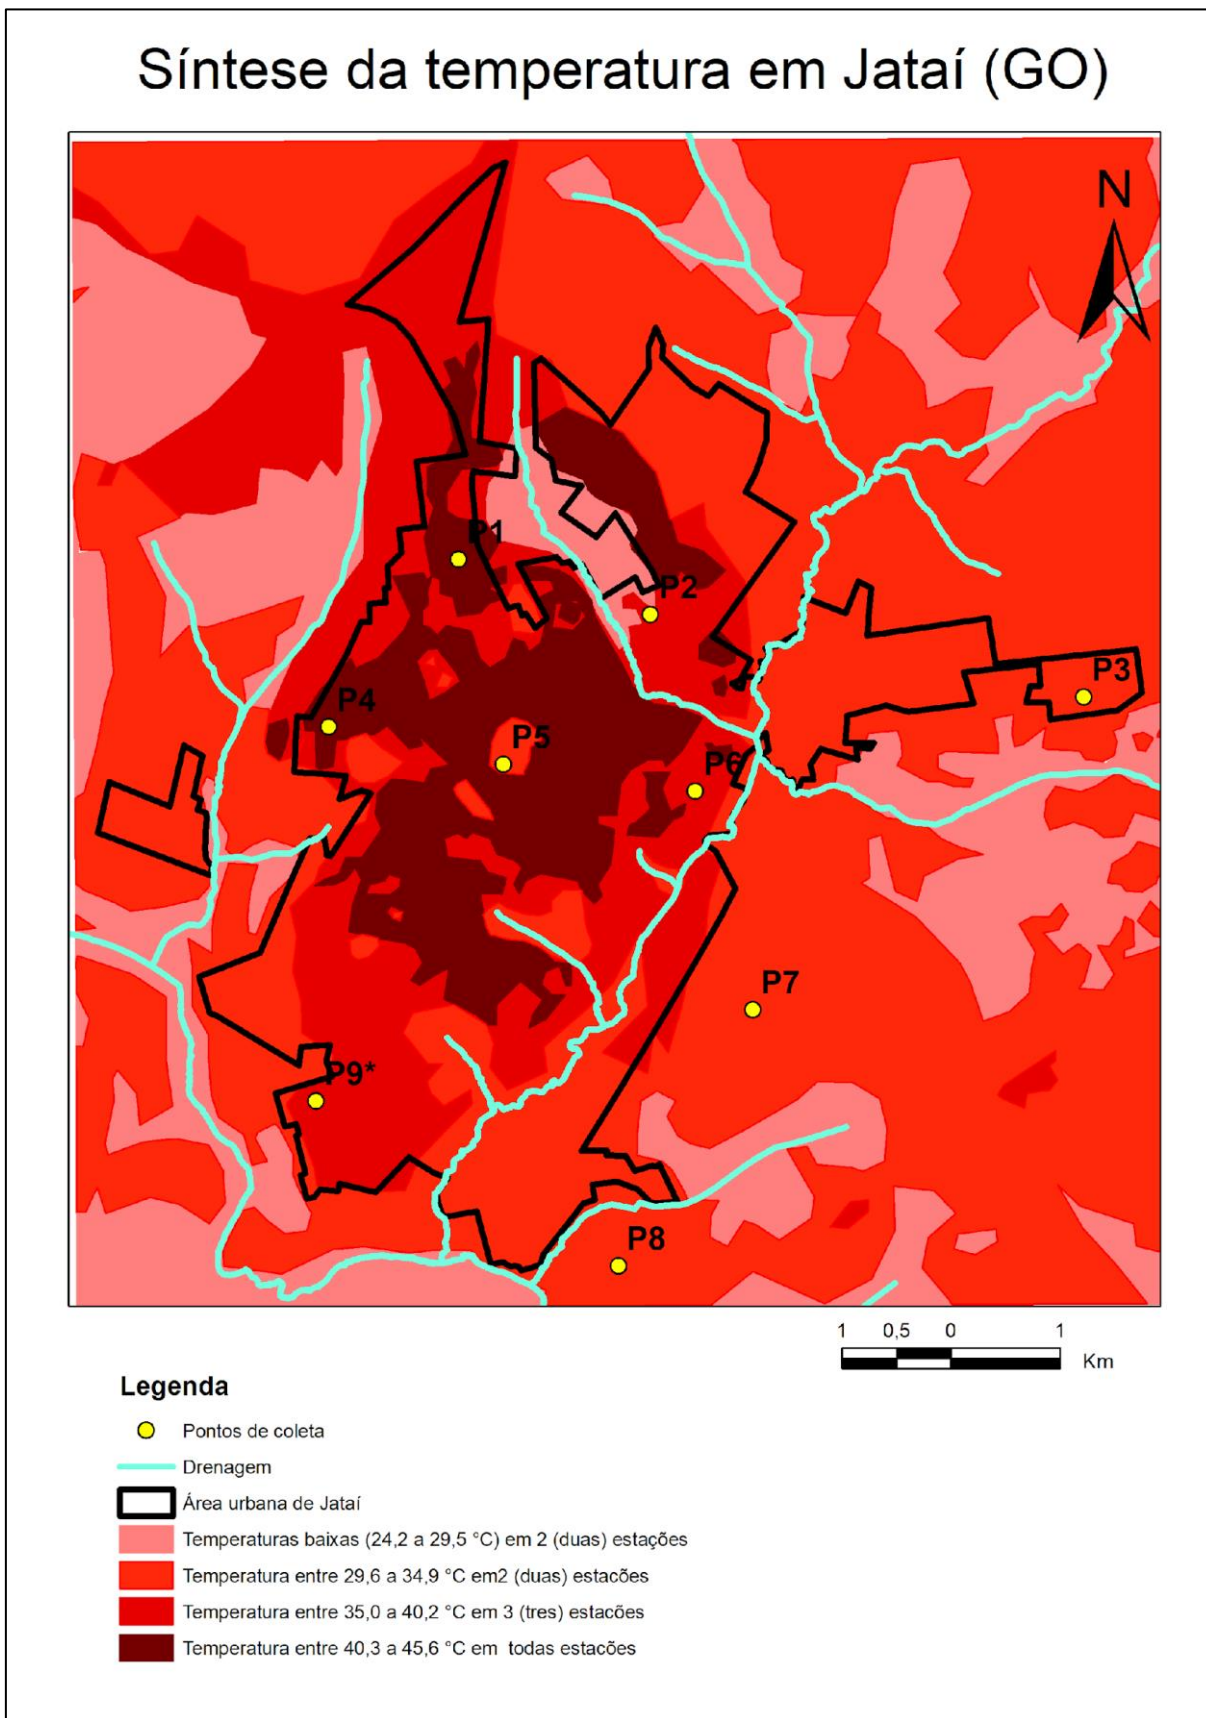 Síntese da temperatura em Jataí (GO)
N
P1
P2
P3
P4
P5
P6
P7
P9*
P8
1 0,5 0 1
Km
Legenda
Pontos de coleta
Drenagem
Área urbana de Jataí
Temperaturas baixas (24,2 a 29,5 °C) em 2 (duas) estações
Temperatura entre 29,6 a 34,9 °C em2 (duas) estacões
Temperatura entre 35,0 a 40,2 °C em 3 (tres) estacões
Temperatura entre 40,3 a 45,6 °C em todas estacões